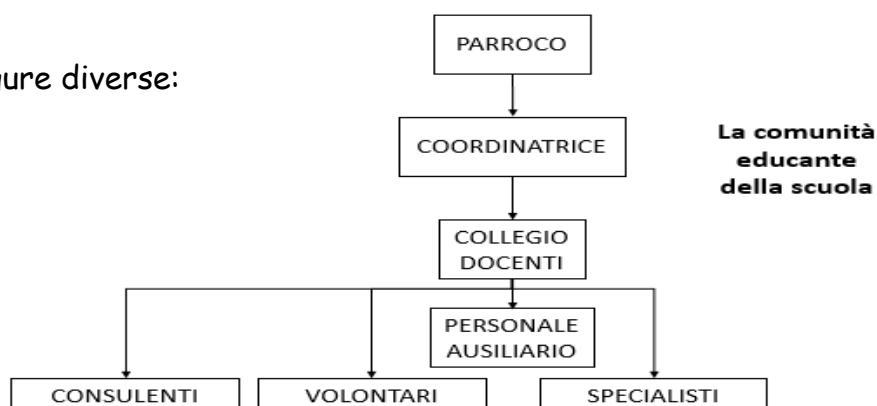 PARROCO
ure diverse:
COORDINATRICE
La comunità
educante
della scuola
COLLEGIO
DOCENTI
PERSONALE
AUSILIARIO
CONSULENTI
VOLONTARI
SPECIALISTI